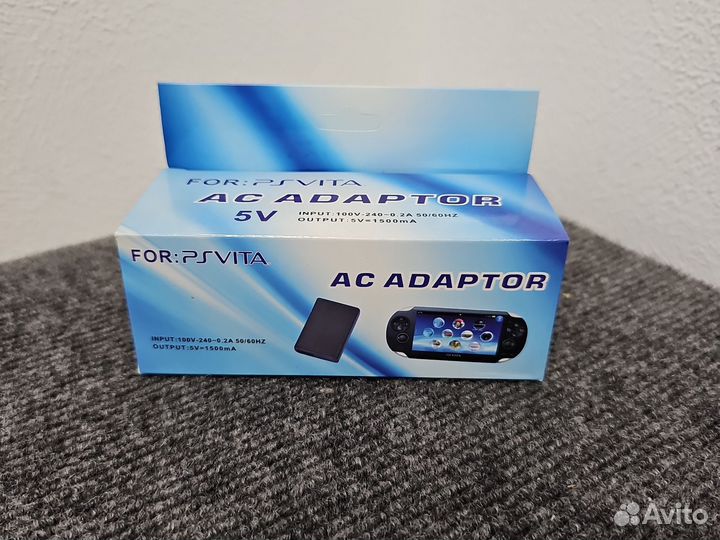 FOR: PSVITA
AC ADAPTOR
5V
INPUT:100V-240~0.2A 50/60HZ
OUTPUT:5V=1500mA
FOR: PSVITA
AC ADAPTOR
INPUT:100V-240~0.2A 50/60HZ
OUTPUT:5V=1500mA
Avito